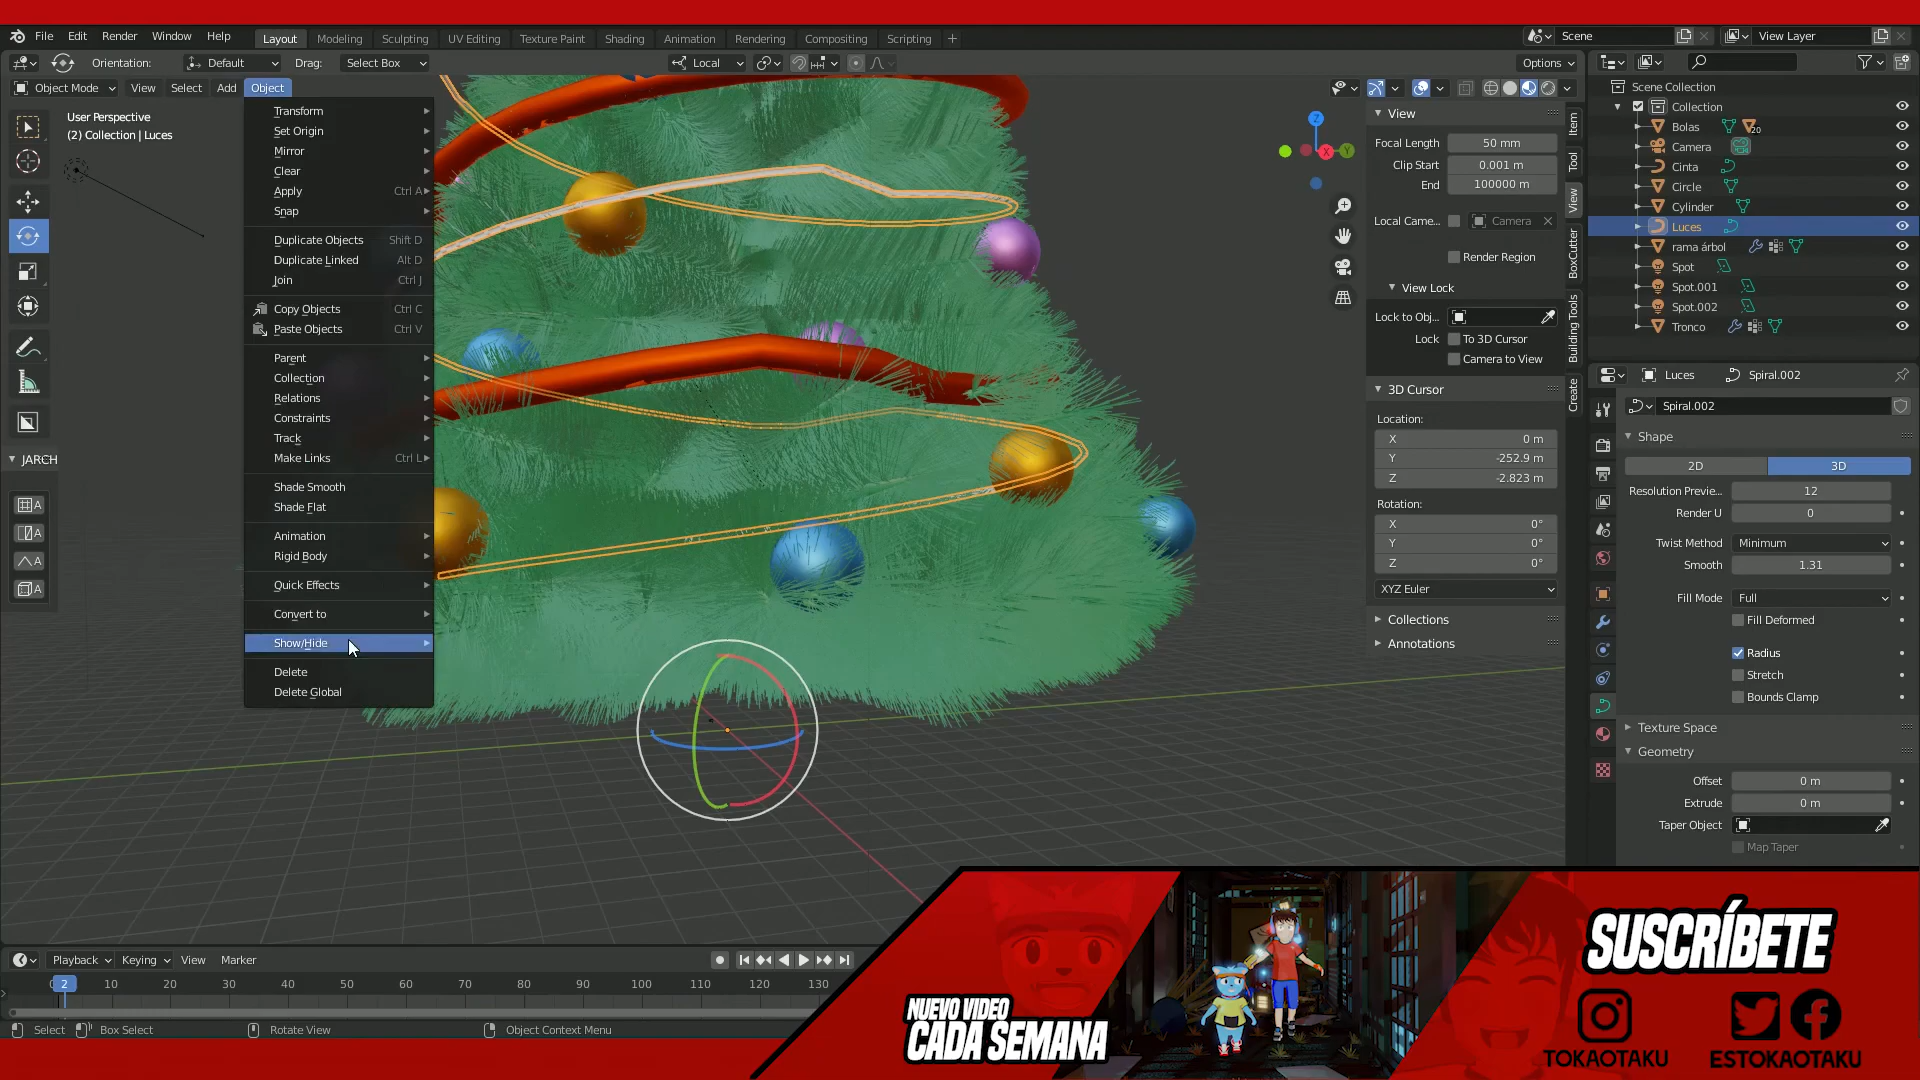 File Edit Render Window Help
Layout Modeling Sculpting UV Editing Texture Paint Shading Animation Rendering Compositing Scripting +
Scene
View Layer
Orientation: Default Drag: Select Box
Local
Options
Object Mode View Select Add Object
User Perspective
(2) Collection | Luces
JARCH
A
A
A
A
Transform
Set Origin
Mirror
Clear
Apply Ctrl A
Snap
Duplicate Objects Shift D
Duplicate Linked Alt D
Join Ctrl J
Copy Objects Ctrl C
Paste Objects Ctrl V
Parent
Collection
Relations
Constraints
Track
Make Links Ctrl L
Shade Smooth
Shade Flat
Animation
Rigid Body
Quick Effects
Convert to
Show/Hide
Delete
Delete Global
Z
X
Y
View
Focal Length 50 mm
Clip Start 0.001 m
End 100000 m
Local Came... Camera
Render Region
View Lock
Lock to Obj...
Lock To 3D Cursor
Camera to View
3D Cursor
Location:
X 0 m
Y -252.9 m
Z -2.823 m
Rotation:
X 0°
Y 0°
Z 0°
XYZ Euler
Collections
Annotations
Item
Tool
View
BoxCutter
Building Tools
Create
Scene Collection
Collection
Bolas 20
Camera
Cinta
Circle
Cylinder
Luces
rama árbol
Spot
Spot.001
Spot.002
Tronco
Luces Spiral.002
Spiral.002
Shape
2D 3D
Resolution Previe... 12
Render U 0
Twist Method Minimum
Smooth 1.31
Fill Mode Full
Fill Deformed
Radius
Stretch
Bounds Clamp
Texture Space
Geometry
Offset 0 m
Extrude 0 m
Taper Object
Map Taper
Playback Keying View Marker
2 10 20 30 40 50 60 70 80 90 100 110 120 130
Select Box Select Rotate View Object Context Menu
NUEVO VIDEO
CADA SEMANA
SUSCRÍBETE
TOKAOTAKU ESTOKAOTAKU